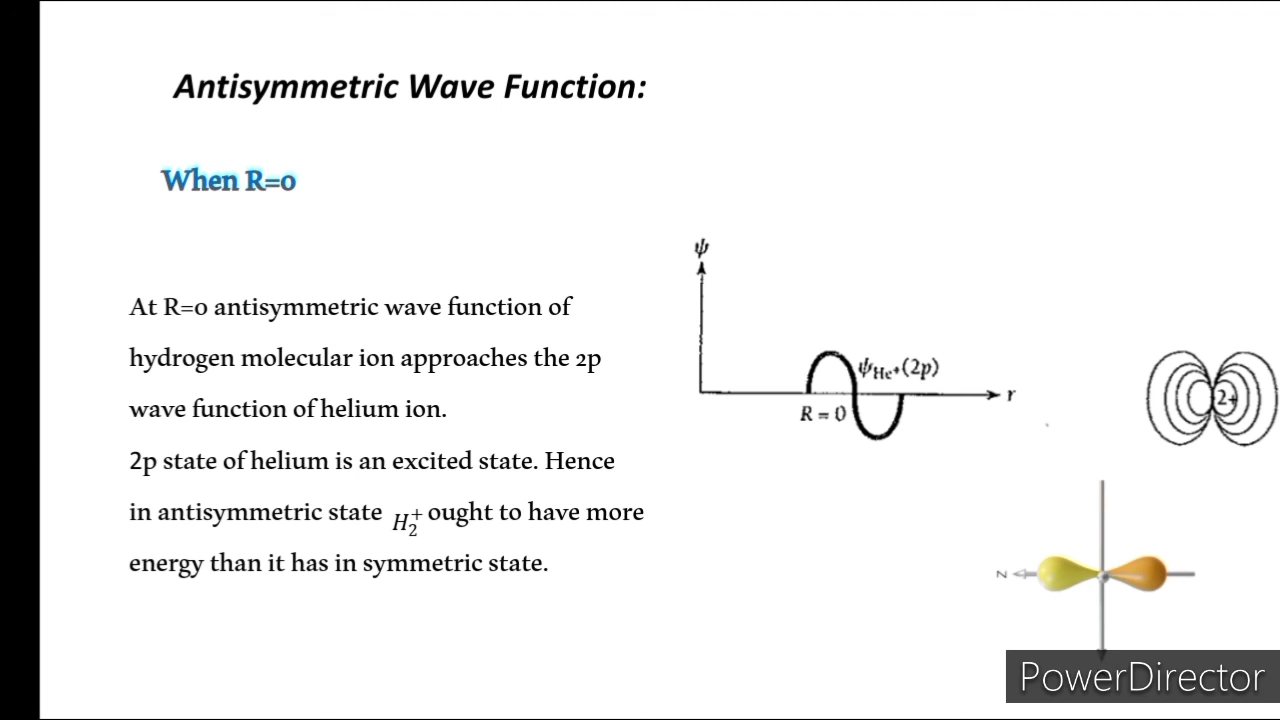 Antisymmetric Wave Function:
When R=0
At R=0 antisymmetric wave function of
hydrogen molecular ion approaches the 2p
wave function of helium ion.
2p state of helium is an excited state. Hence
in antisymmetric state H₂⁺ ought to have more
energy than it has in symmetric state.
ψ
ψHe⁺(2p)
r
R = 0
2+
z
PowerDirector